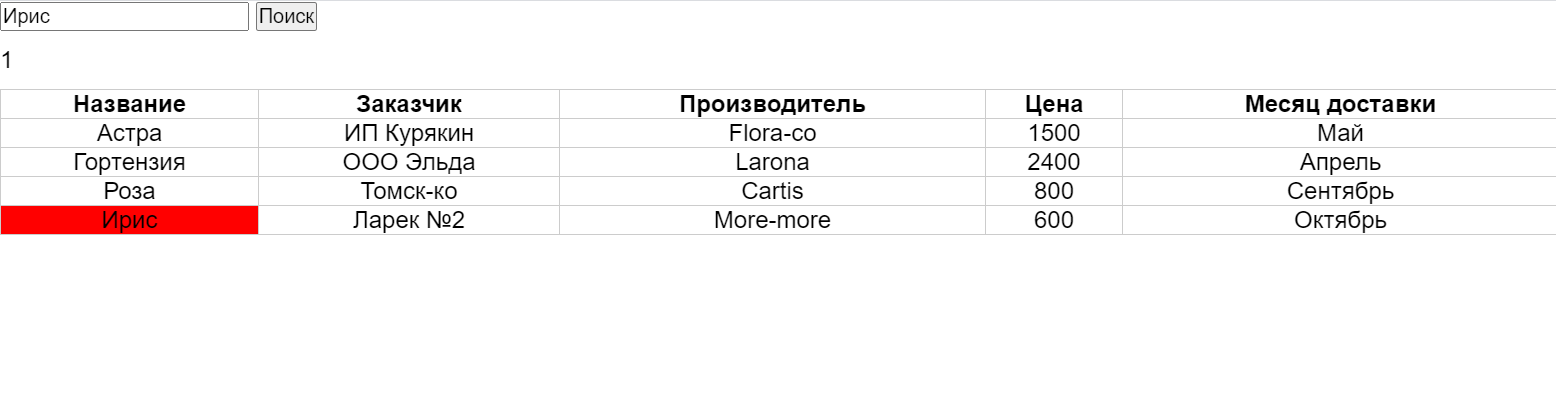 Ирис Поиск
1
Название Заказчик Производитель Цена Месяц доставки
Астра ИП Курякин Flora-co 1500 Май
Гортензия ООО Эльда Larona 2400 Апрель
Роза Томск-ко Cartis 800 Сентябрь
Ирис Ларек №2 More-more 600 Октябрь